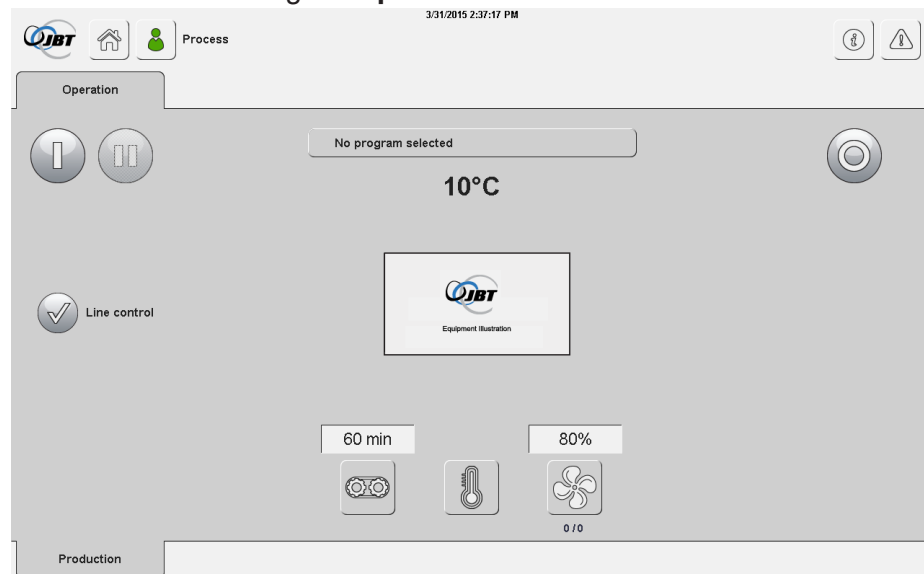 3/31/2015 2:37:17 PM
JBT
Process
Operation
No program selected
10°C
JBT
Equipment Illustration
Line control
60 min
80%
0 / 0
Production